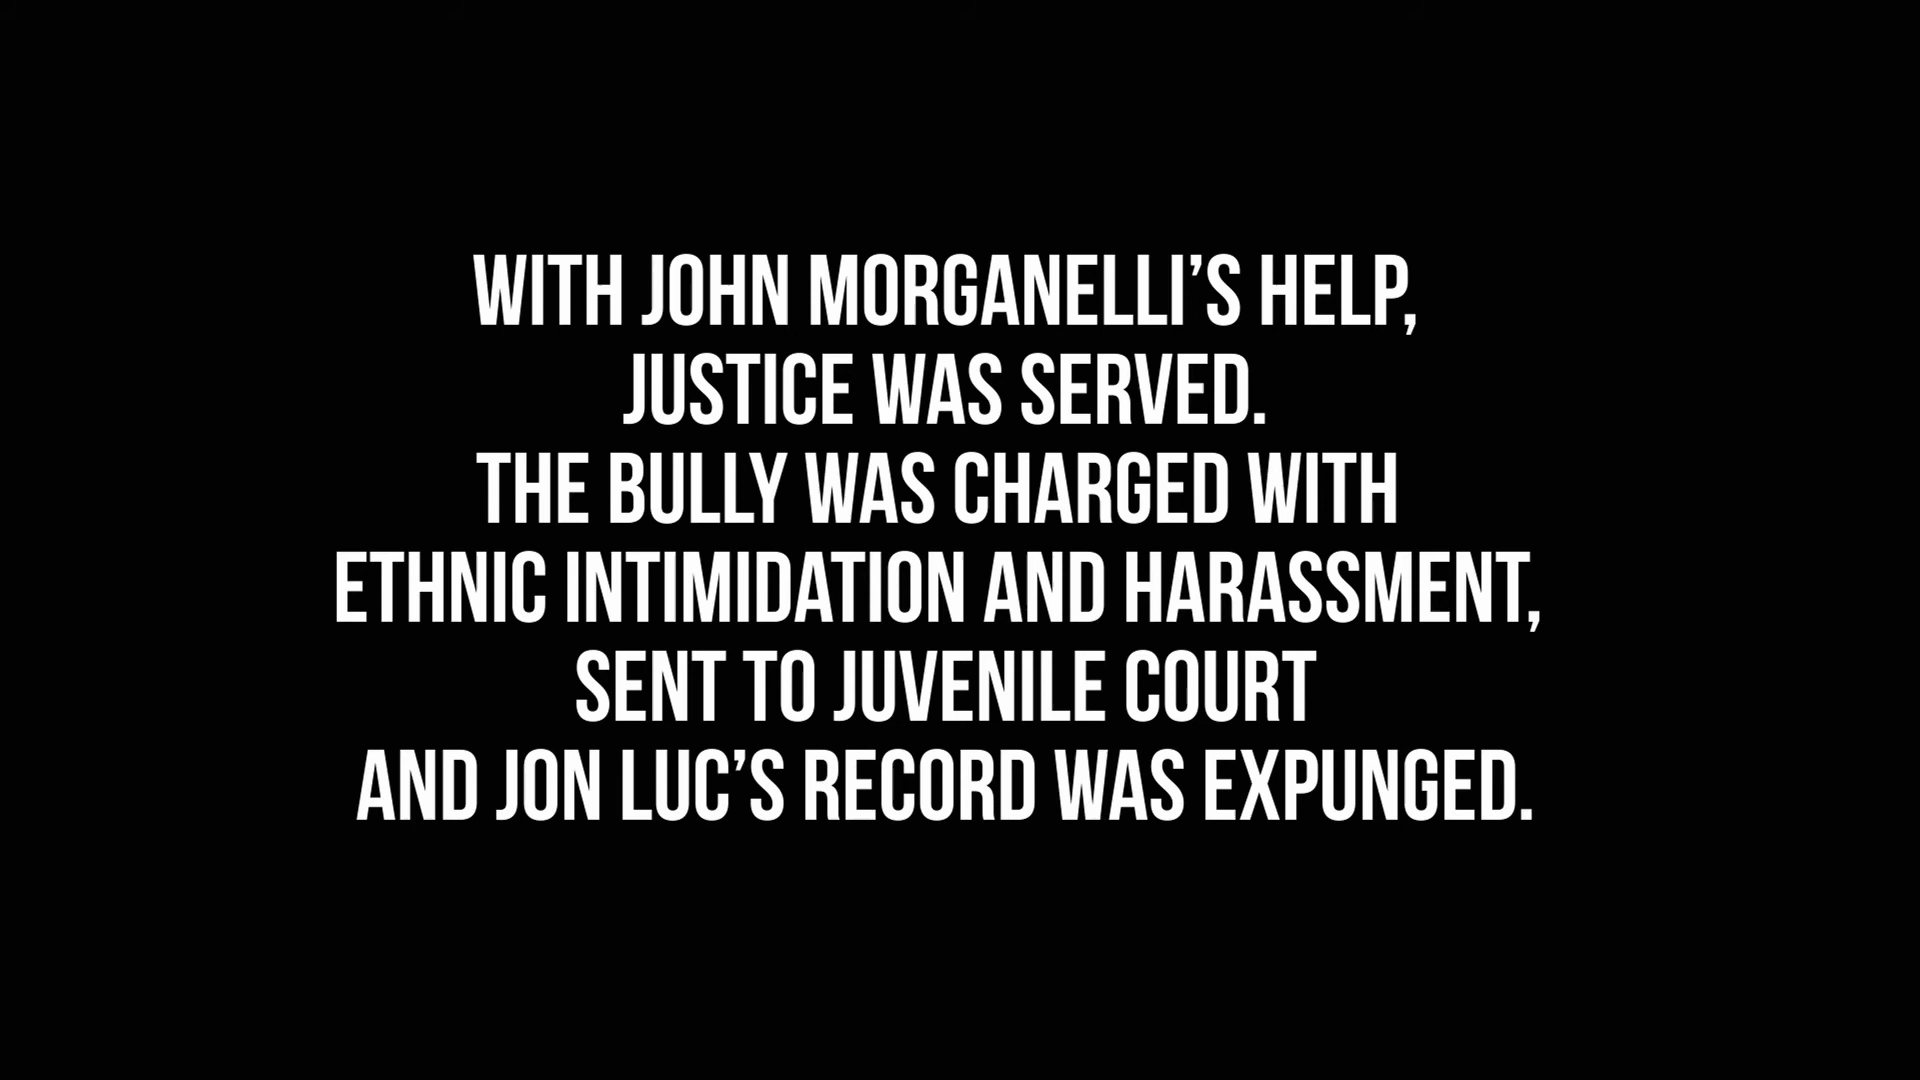 WITH JOHN MORGANELLI’S HELP,
JUSTICE WAS SERVED.
THE BULLY WAS CHARGED WITH
ETHNIC INTIMIDATION AND HARASSMENT,
SENT TO JUVENILE COURT
AND JON LUC’S RECORD WAS EXPUNGED.